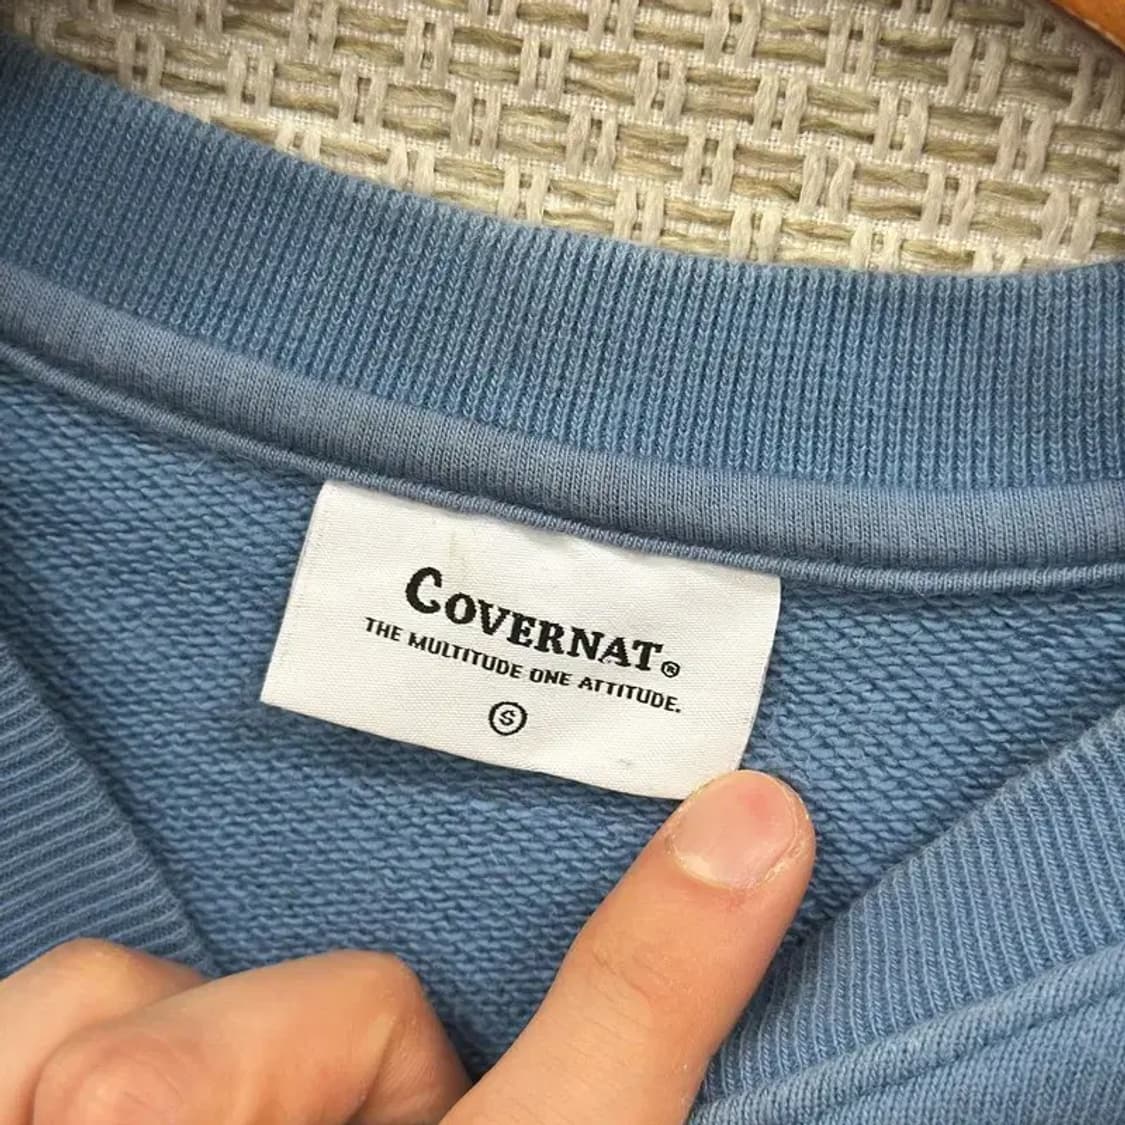 COVERNAT®
THE MULTITUDE ONE ATTITUDE.
S